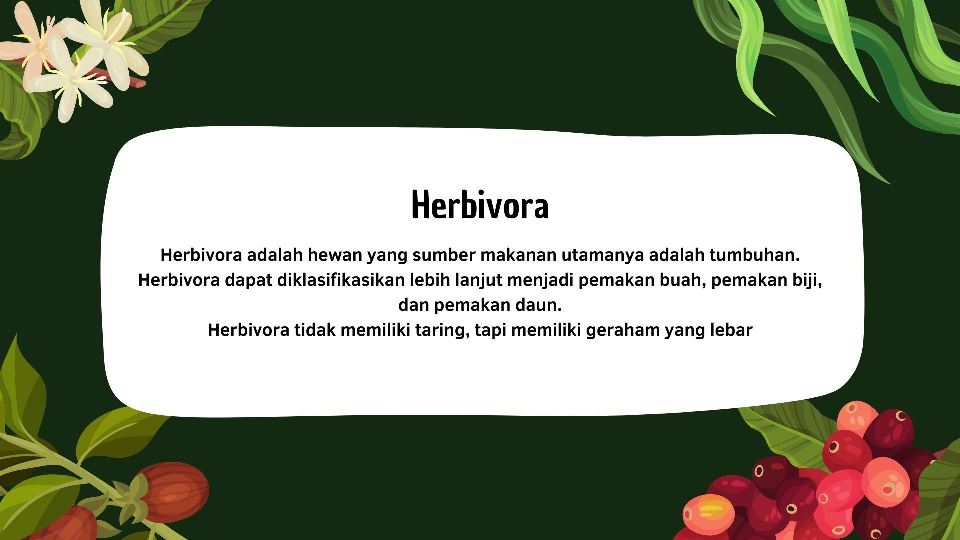 Herbivora
Herbivora adalah hewan yang sumber makanan utamanya adalah tumbuhan.
Herbivora dapat diklasifikasikan lebih lanjut menjadi pemakan buah, pemakan biji,
dan pemakan daun.
Herbivora tidak memiliki taring, tapi memiliki geraham yang lebar